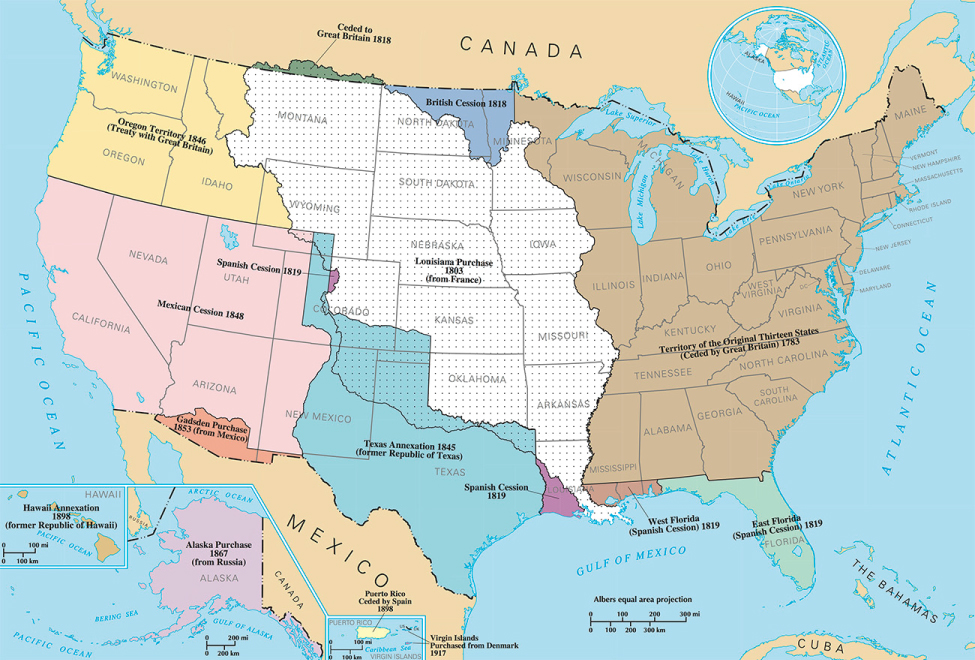 Ceded to
Great Britain 1818
CANADA
ALASKA
ATLANTIC OCEAN
HAWAII
PACIFIC OCEAN
WASHINGTON
Oregon Territory 1846
(Treaty with Great Britain)
OREGON
IDAHO
MONTANA
British Cession 1818
NORTH DAKOTA
MINNESOTA
SOUTH DAKOTA
WYOMING
NEBRASKA
IOWA
Louisiana Purchase
1803
(from France)
Lake Superior
MICHIGAN
Lake Michigan
Lake Huron
Lake Ontario
Lake Erie
WISCONSIN
MAINE
VERMONT
NEW HAMPSHIRE
MASSACHUSETTS
NEW YORK
RHODE ISLAND
CONNECTICUT
PENNSYLVANIA
NEW JERSEY
OHIO
INDIANA
ILLINOIS
WEST
VIRGINIA
DC
DELAWARE
MARYLAND
VIRGINIA
KENTUCKY
Territory of the Original Thirteen States
(Ceded by Great Britain) 1783
TENNESSEE
NORTH CAROLINA
SOUTH
CAROLINA
GEORGIA
ALABAMA
MISSISSIPPI
NEVADA
Spanish Cession 1819
UTAH
COLORADO
Mexican Cession 1848
CALIFORNIA
KANSAS
MISSOURI
ARIZONA
OKLAHOMA
ARKANSAS
NEW MEXICO
Gadsden Purchase
1853 (from Mexico)
Texas Annexation 1845
(former Republic of Texas)
TEXAS
Spanish Cession
1819
LOUISIANA
West Florida
(Spanish Cession) 1819
East Florida
(Spanish Cession) 1819
FLORIDA
PACIFIC OCEAN
ATLANTIC OCEAN
GULF OF MEXICO
MEXICO
THE BAHAMAS
CUBA
Albers equal area projection
0 100 200 300 mi
0 100 200 300 km
HAWAII
Hawaii Annexation
1898
(former Republic of Hawaii)
PACIFIC OCEAN
0 100 mi
0 100 km
ARCTIC OCEAN
RUSSIA
Alaska Purchase
1867
(from Russia)
ALASKA
CANADA
BERING SEA
GULF OF ALASKA
PACIFIC OCEAN
0 200 mi
0 200 km
Puerto Rico
Ceded by Spain
1898
PUERTO RICO
0 100 mi
0 100 km
Caribbean Sea
VIRGIN ISLANDS
Virgin Islands
Purchased from Denmark
1917